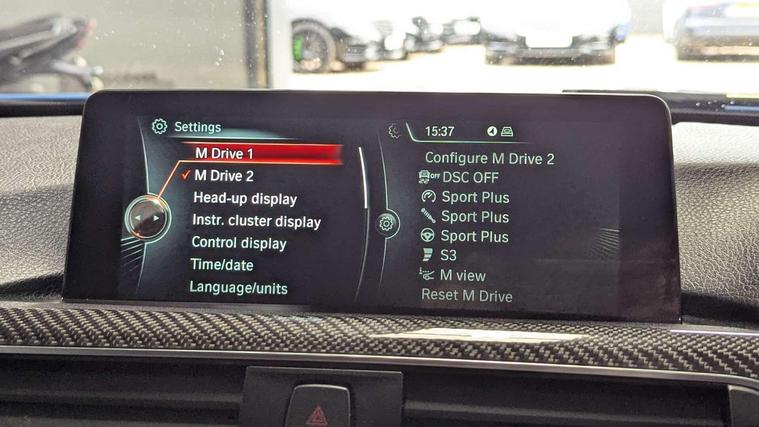 Settings
M Drive 1
✓ M Drive 2
Head-up display
Instr. cluster display
Control display
Time/date
Language/units
15:37
Configure M Drive 2
OFF DSC OFF
Sport Plus
Sport Plus
Sport Plus
S3
M view
Reset M Drive